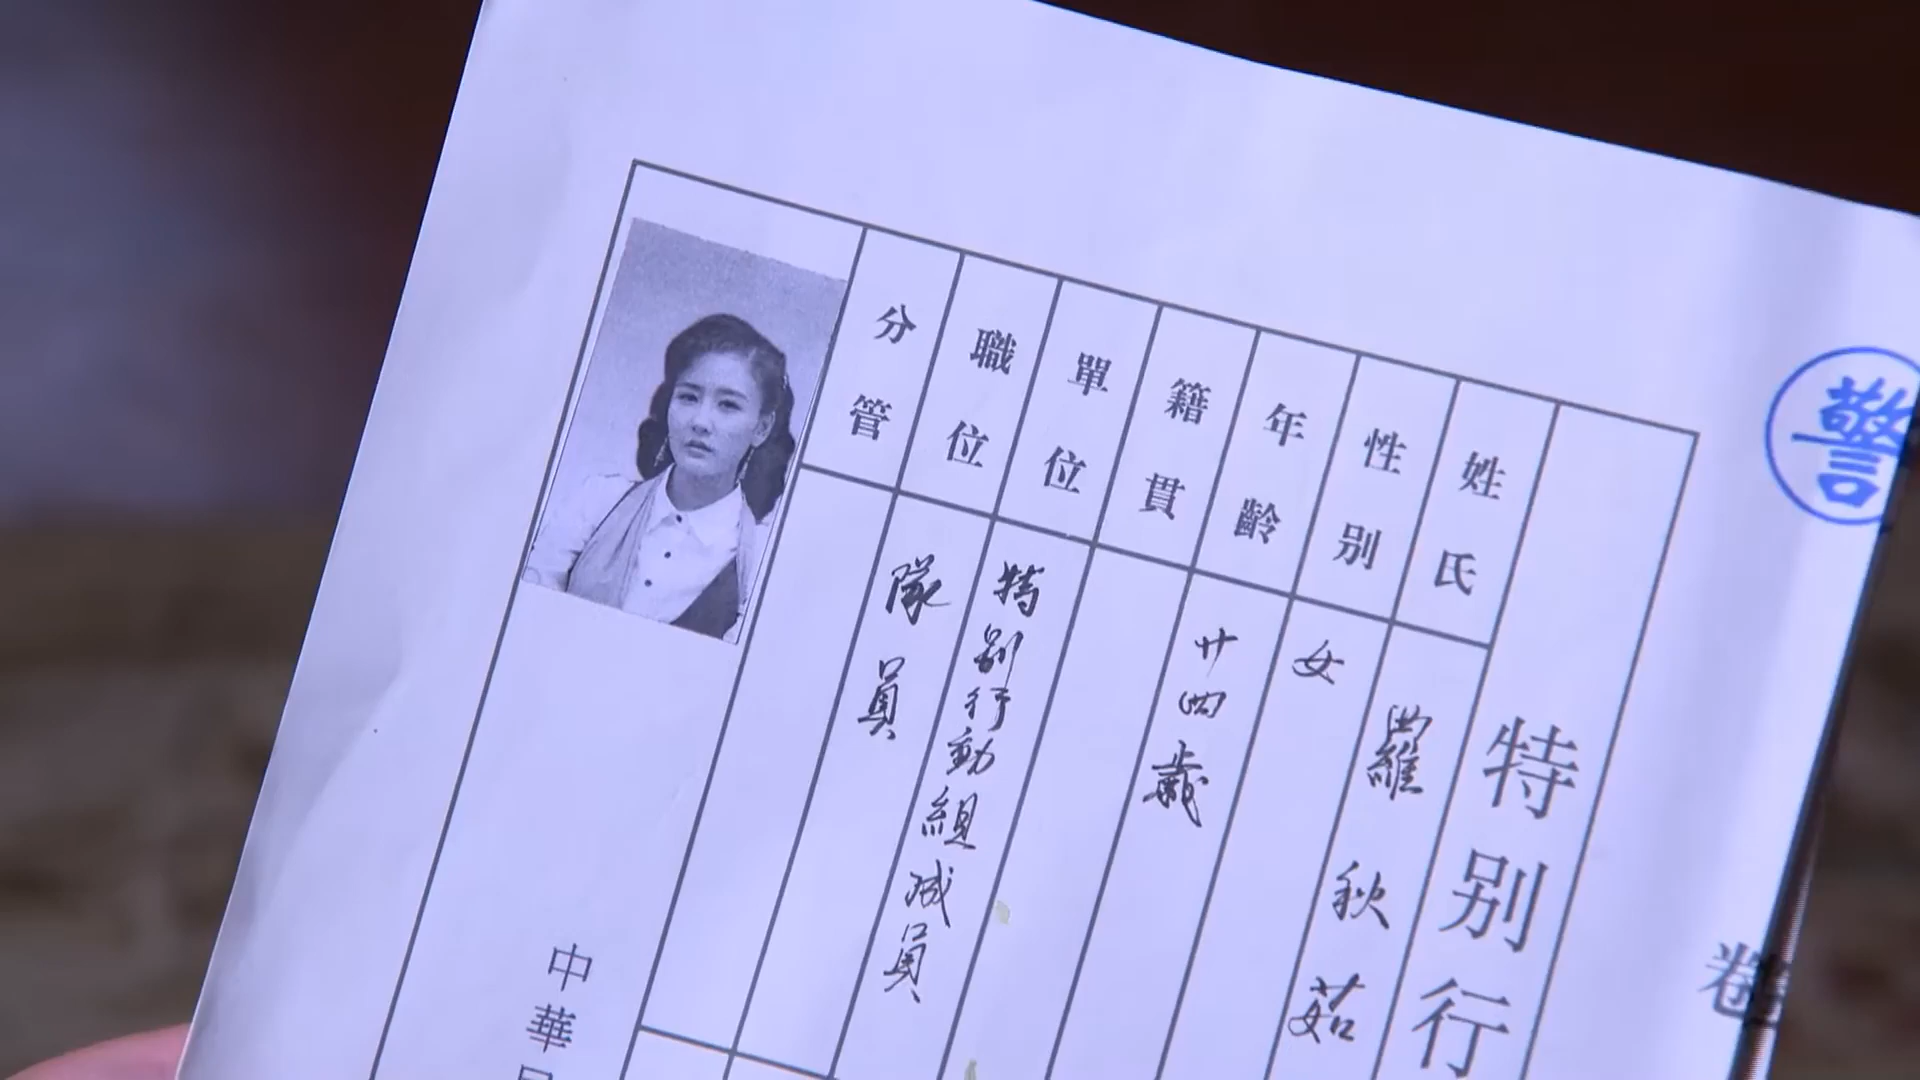 警
卷
特別行
姓氏
羅秋茹
性别
女
年齡
廿四歲
籍貫
單位
特别行動組成員
職位
隊員
分管
中華